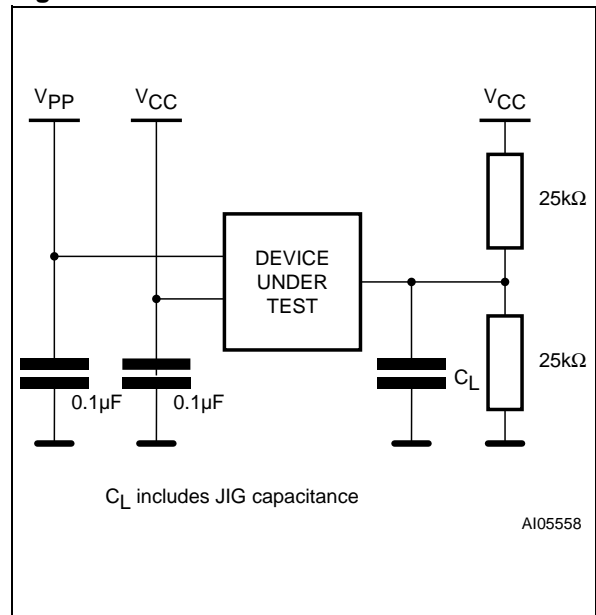 V_PP
V_CC
V_CC
25kΩ
DEVICE
UNDER
TEST
25kΩ
C_L
0.1µF
0.1µF
C_L includes JIG capacitance
AI05558